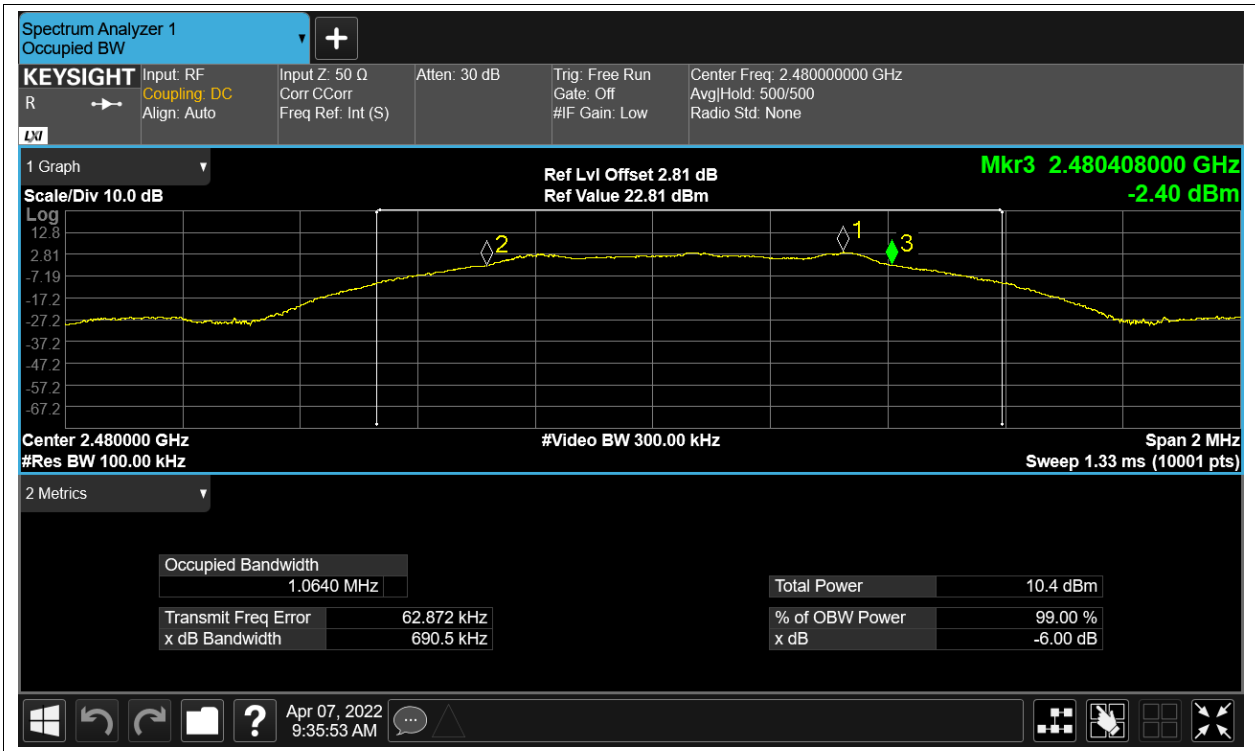 Spectrum Analyzer 1
Occupied BW
KEYSIGHT
R
LXI
Input: RF
Coupling: DC
Align: Auto
Input Z: 50 Ω
Corr CCorr
Freq Ref: Int (S)
Atten: 30 dB
Trig: Free Run
Gate: Off
#IF Gain: Low
Center Freq: 2.480000000 GHz
Avg|Hold: 500/500
Radio Std: None
1 Graph
Scale/Div 10.0 dB
Ref Lvl Offset 2.81 dB
Ref Value 22.81 dBm
Mkr3 2.480408000 GHz
-2.40 dBm
Log
12.8
2.81
-7.19
-17.2
-27.2
-37.2
-47.2
-57.2
-67.2
2
1
3
Center 2.480000 GHz
#Res BW 100.00 kHz
#Video BW 300.00 kHz
Span 2 MHz
Sweep 1.33 ms (10001 pts)
2 Metrics
Occupied Bandwidth
1.0640 MHz
Transmit Freq Error 62.872 kHz
x dB Bandwidth 690.5 kHz
Total Power 10.4 dBm
% of OBW Power 99.00 %
x dB -6.00 dB
?
Apr 07, 2022
9:35:53 AM